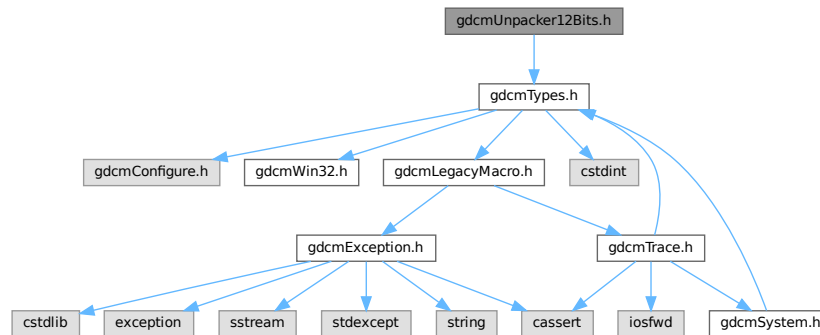 gdcmUnpacker12Bits.h
gdcmTypes.h
gdcmConfigure.h
gdcmWin32.h
gdcmLegacyMacro.h
cstdint
gdcmException.h
gdcmTrace.h
cstdlib
exception
sstream
stdexcept
string
cassert
iosfwd
gdcmSystem.h